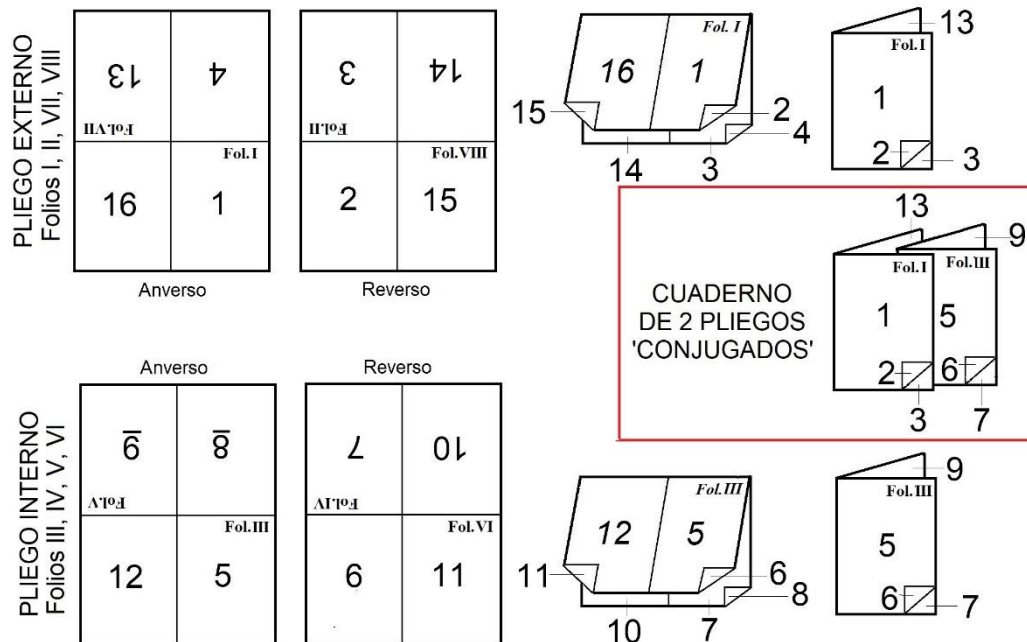 PLIEGO EXTERNO
Folios I, II, VII, VIII
13 4
Fol.VII
Fol.I
16 1
Anverso
3 14
Fol.II
Fol.VIII
2 15
Reverso
Fol. I
16 1
15 2
4
14 3
13
Fol.I
1
2 3
CUADERNO
DE 2 PLIEGOS
'CONJUGADOS'
13
9
Fol.I Fol.III
1 5
2 6
3 7
PLIEGO INTERNO
Folios III, IV, V, VI
Anverso
9 8
Fol.V
Fol.III
12 5
Reverso
7 10
Fol.IV
Fol.VI
6 11
Fol.III
12 5
11 6
8
10 7
9
Fol.III
5
6 7